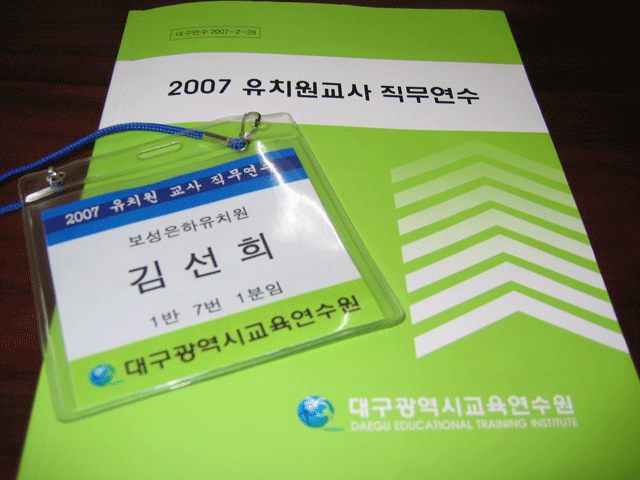 대구연수 2007-2-28
2007 유치원교사 직무연수
2007 유치원 교사 직무연수
보성은하유치원
김선희
1반 7번 1분임
대구광역시교육연수원
대구광역시교육연수원
DAEGU EDUCATIONAL TRAINING INSTITUTE